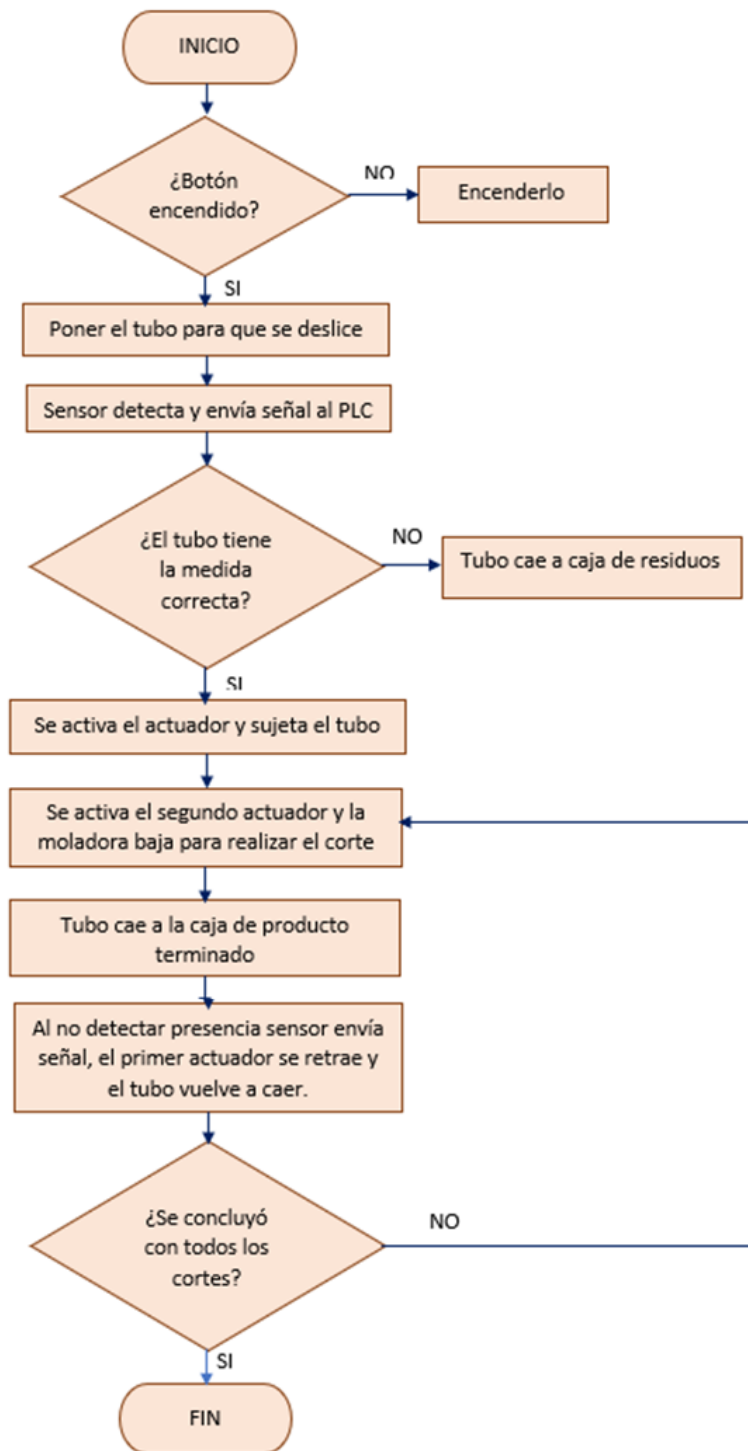 INICIO
¿Botón
encendido?
NO
Encenderlo
SI
Poner el tubo para que se deslice
Sensor detecta y envía señal al PLC
¿El tubo tiene
la medida
correcta?
NO
Tubo cae a caja de residuos
SI
Se activa el actuador y sujeta el tubo
Se activa el segundo actuador y la
moladora baja para realizar el corte
Tubo cae a la caja de producto
terminado
Al no detectar presencia sensor envía
señal, el primer actuador se retrae y
el tubo vuelve a caer.
¿Se concluyó
con todos los
cortes?
NO
SI
FIN